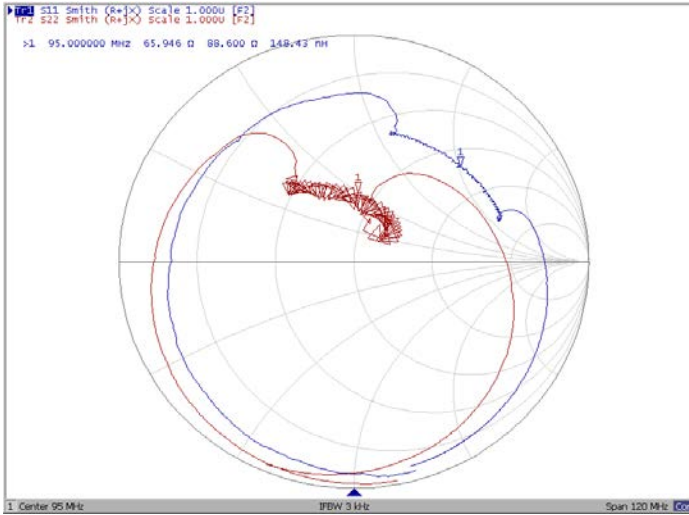 Tr1 S11 Smith (R+jX) Scale 1.000U [F2]
Tr2 S22 Smith (R+jX) Scale 1.000U [F2]
>1 95.000000 MHz 65.946 Ω 88.600 Ω 148.43 nH
1
1
1 Center 95 MHz IFBW 3 kHz Span 120 MHz